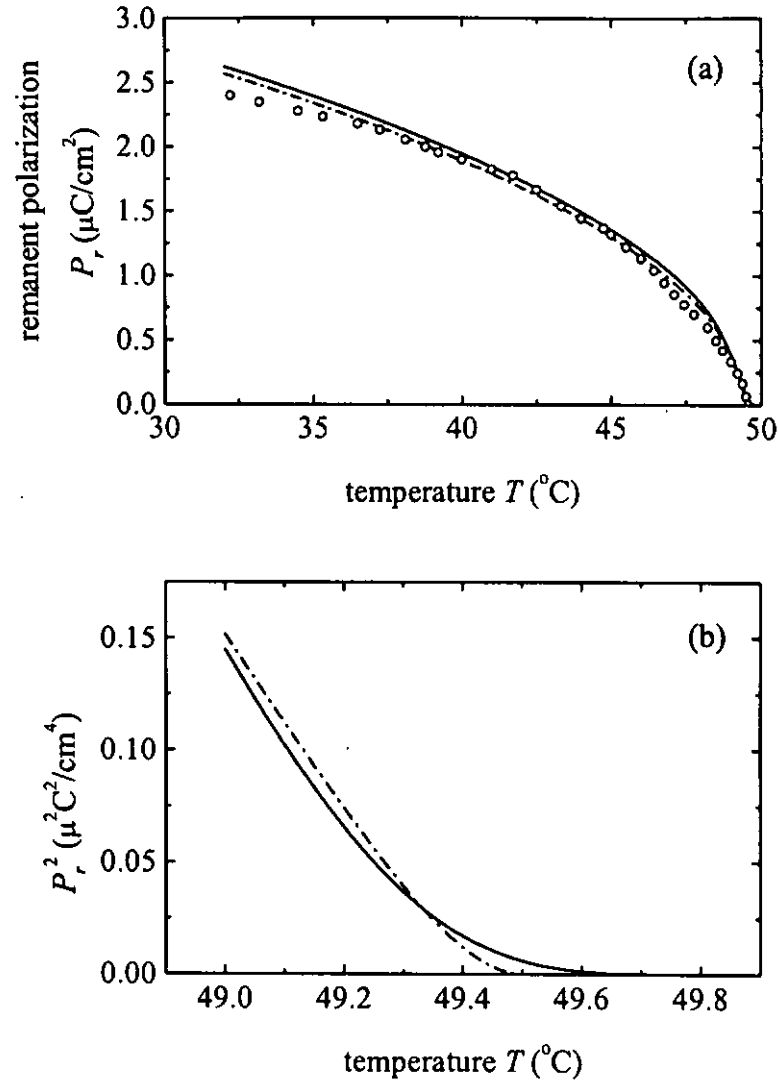 (a)
remanent polarization
P_r (μC/cm²)
3.0
2.5
2.0
1.5
1.0
0.5
0.0
30 35 40 45 50
temperature T (°C)
(b)
P_r² (μ²C²/cm⁴)
0.15
0.10
0.05
0.00
49.0 49.2 49.4 49.6 49.8
temperature T (°C)